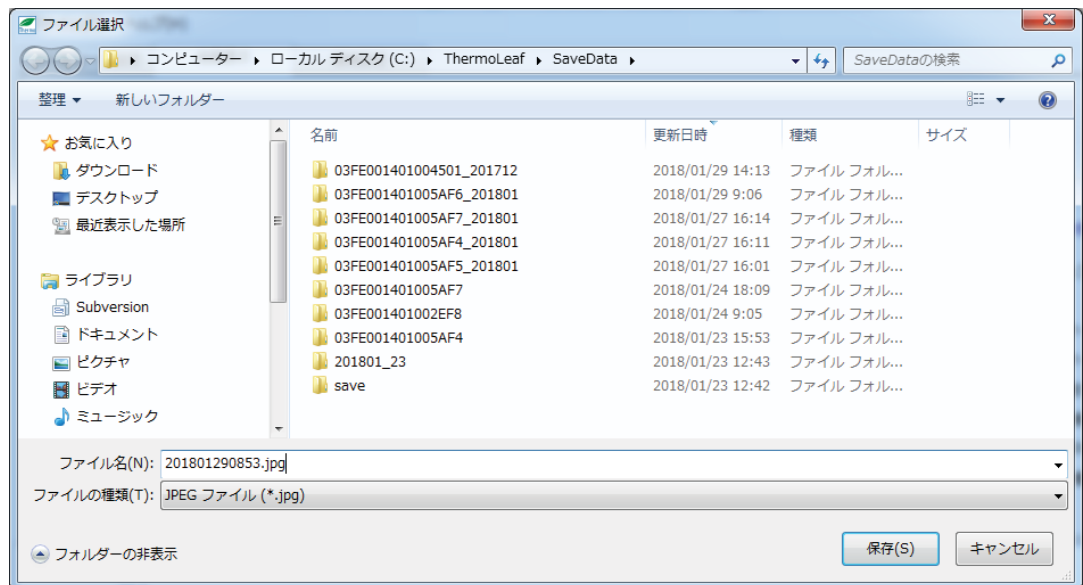 ファイル選択
コンピューター ▸ ローカル ディスク (C:) ▸ ThermoLeaf ▸ SaveData ▸
SaveDataの検索
整理 ▼ 新しいフォルダー
お気に入り
ダウンロード
デスクトップ
最近表示した場所
ライブラリ
Subversion
ドキュメント
ピクチャ
ビデオ
ミュージック
名前 更新日時 種類 サイズ
03FE001401004501_201712 2018/01/29 14:13 ファイル フォル...
03FE001401005AF6_201801 2018/01/29 9:06 ファイル フォル...
03FE001401005AF7_201801 2018/01/27 16:14 ファイル フォル...
03FE001401005AF4_201801 2018/01/27 16:11 ファイル フォル...
03FE001401005AF5_201801 2018/01/27 16:01 ファイル フォル...
03FE001401005AF7 2018/01/24 18:09 ファイル フォル...
03FE001401002EF8 2018/01/24 9:05 ファイル フォル...
03FE001401005AF4 2018/01/23 15:53 ファイル フォル...
201801_23 2018/01/23 12:43 ファイル フォル...
save 2018/01/23 12:42 ファイル フォル...
ファイル名(N): 201801290853.jpg
ファイルの種類(T): JPEG ファイル (*.jpg)
フォルダーの非表示
保存(S) キャンセル